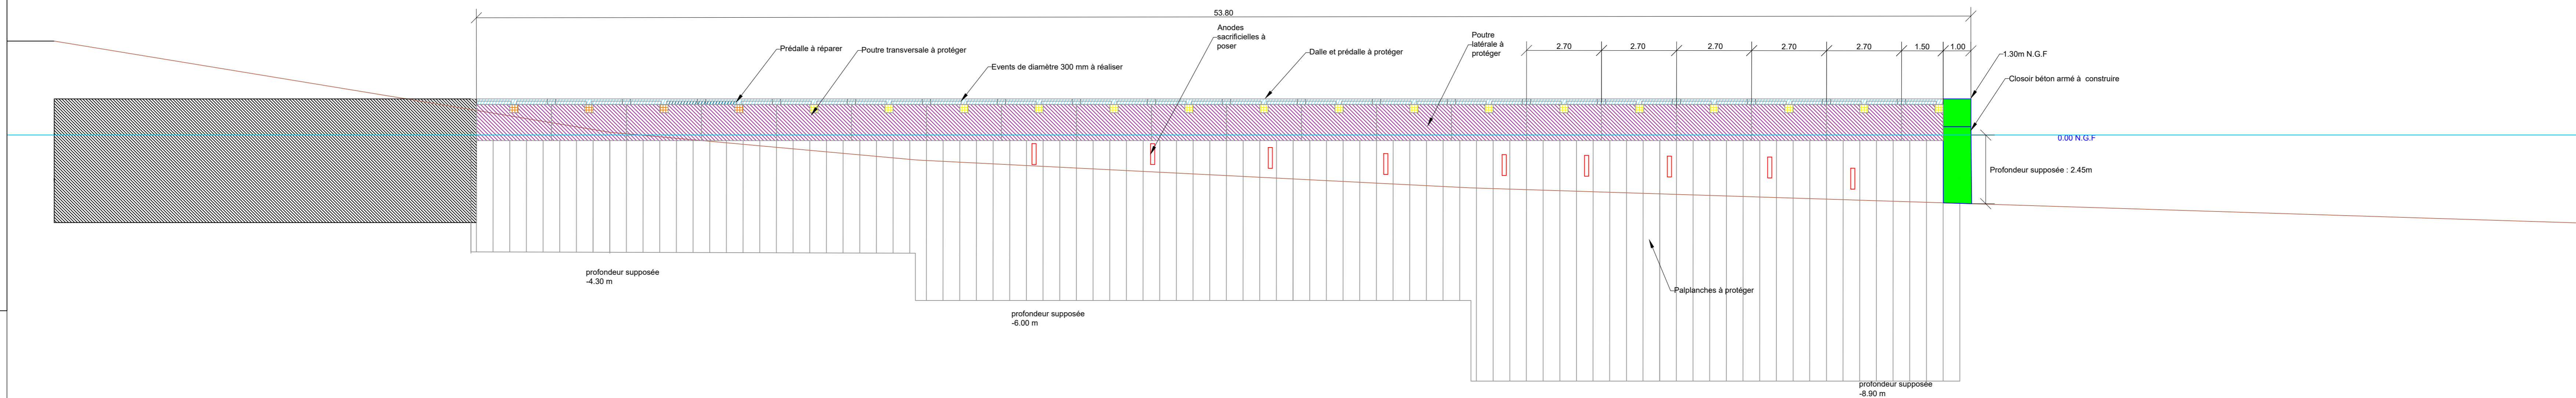 53.80
Anodes
sacrificielles à
poser
Poutre
latérale à
protéger
Prédalle à réparer
Poutre transversale à protéger
Dalle et prédalle à protéger
2.70
2.70
2.70
2.70
2.70
1.50
1.00
1.30m N.G.F
Events de diamètre 300 mm à réaliser
Closoir béton armé à  construire
0.00 N.G.F
Profondeur supposée : 2.45m
profondeur supposée
-4.30 m
Palplanches à protéger
profondeur supposée
-6.00 m
profondeur supposée
-8.90 m